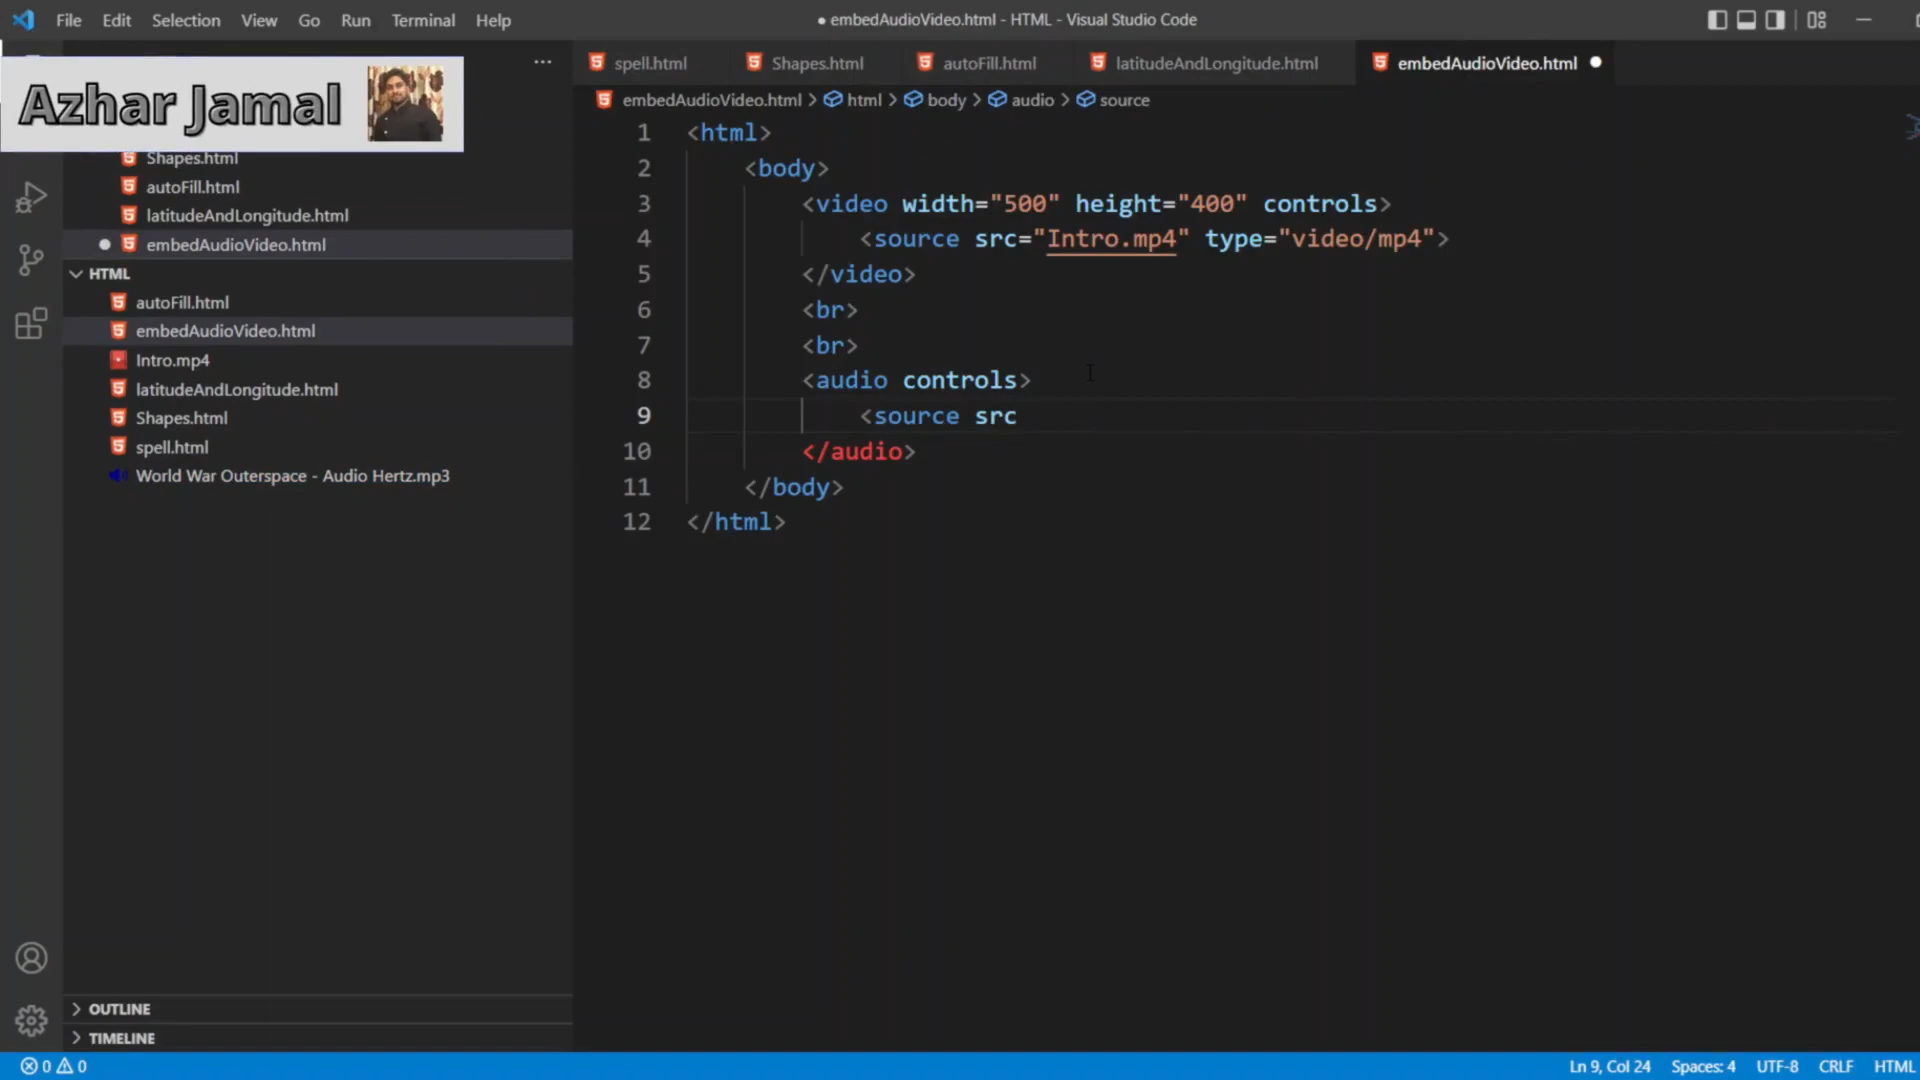 File Edit Selection View Go Run Terminal Help
● embedAudioVideo.html - HTML - Visual Studio Code
Azhar Jamal
Shapes.html
autoFill.html
latitudeAndLongitude.html
embedAudioVideo.html
HTML
autoFill.html
embedAudioVideo.html
Intro.mp4
latitudeAndLongitude.html
Shapes.html
spell.html
World War Outerspace - Audio Hertz.mp3
OUTLINE
TIMELINE
spell.html Shapes.html autoFill.html latitudeAndLongitude.html embedAudioVideo.html
embedAudioVideo.html > html > body > audio > source
1 <html>
2 <body>
3 <video width="500" height="400" controls>
4 <source src="Intro.mp4" type="video/mp4">
5 </video>
6 <br>
7 <br>
8 <audio controls>
9 <source src
10 </audio>
11 </body>
12 </html>
0 0 Ln 9, Col 24 Spaces: 4 UTF-8 CRLF HTML